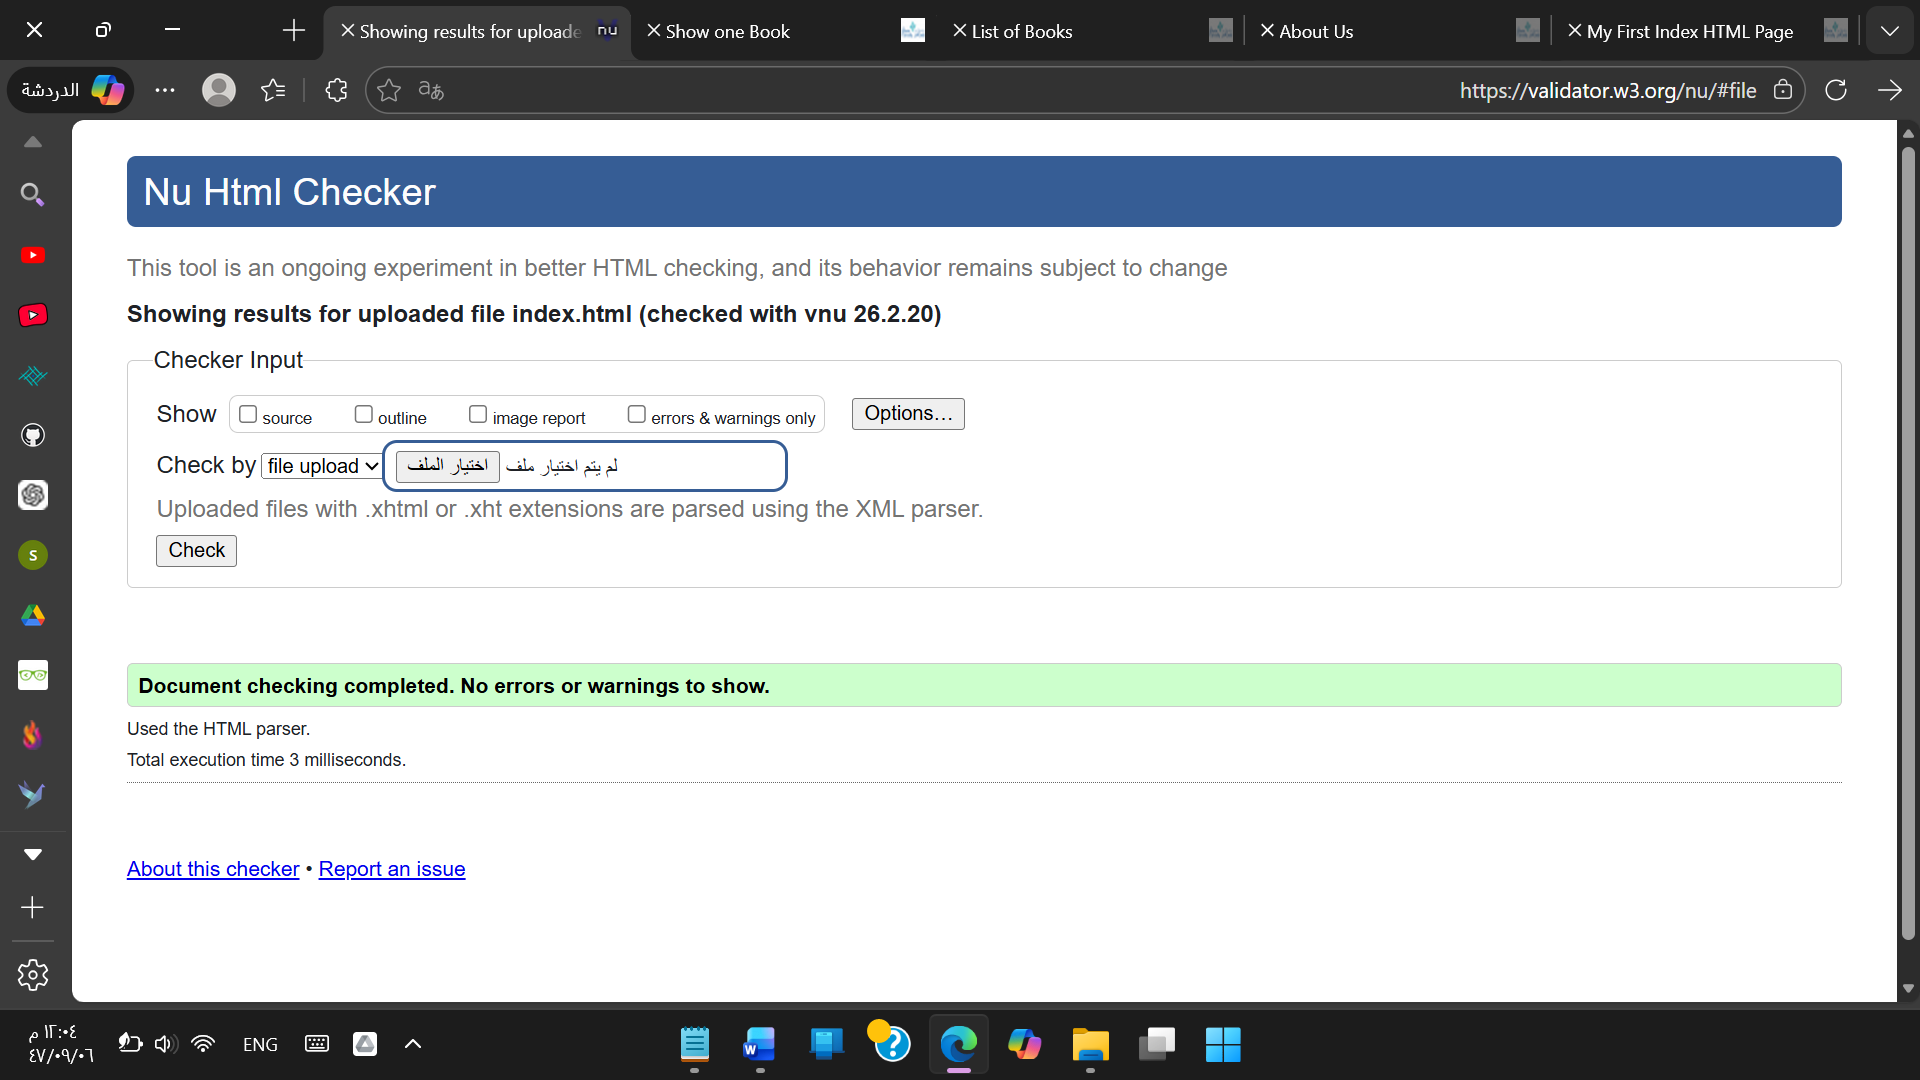 Showing results for uploade
Show one Book
List of Books
About Us
My First Index HTML Page
الدردشة
https://validator.w3.org/nu/#file
Nu Html Checker
This tool is an ongoing experiment in better HTML checking, and its behavior remains subject to change
Showing results for uploaded file index.html (checked with vnu 26.2.20)
Checker Input
Show source outline image report errors & warnings only Options...
Check by file upload اختيار الملف لم يتم اختيار ملف
Uploaded files with .xhtml or .xht extensions are parsed using the XML parser.
Check
Document checking completed. No errors or warnings to show.
Used the HTML parser.
Total execution time 3 milliseconds.
About this checker • Report an issue
S
ENG
١٢:٠٤ م
٤٧/٠٩/٠٦